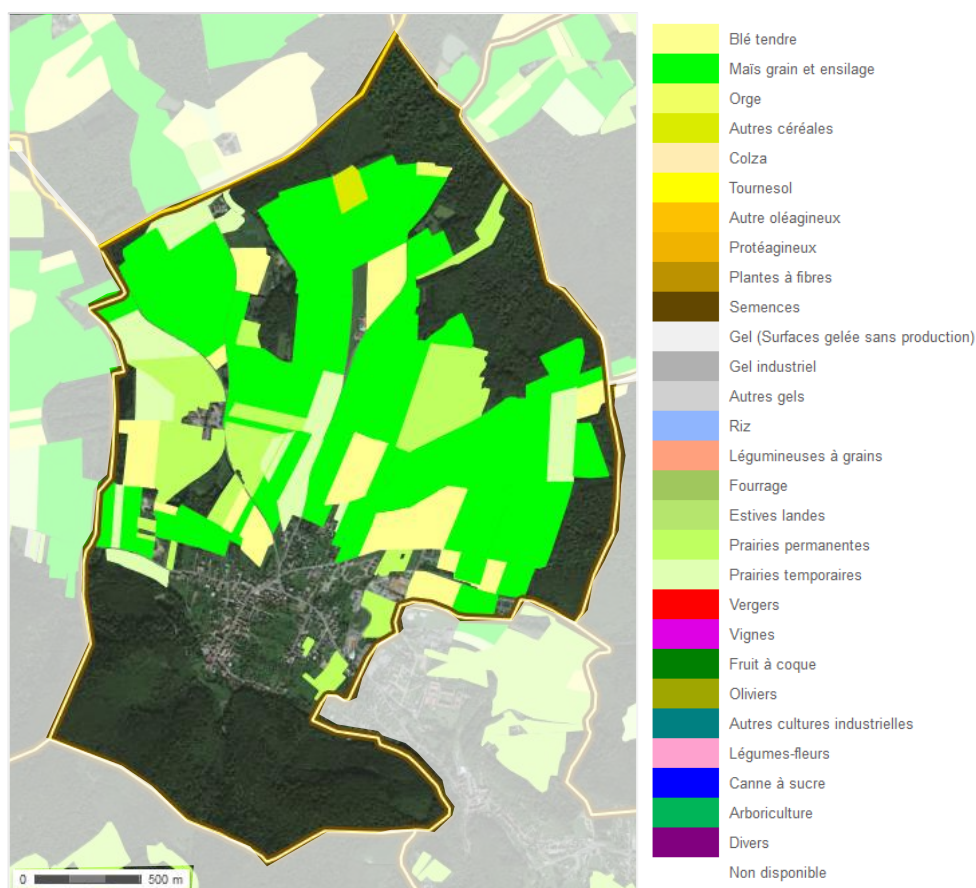 Blé tendre
Maïs grain et ensilage
Orge
Autres céréales
Colza
Tournesol
Autre oléagineux
Protéagineux
Plantes à fibres
Semences
Gel (Surfaces gelée sans production)
Gel industriel
Autres gels
Riz
Légumineuses à grains
Fourrage
Estives landes
Prairies permanentes
Prairies temporaires
Vergers
Vignes
Fruit à coque
Oliviers
Autres cultures industrielles
Légumes-fleurs
Canne à sucre
Arboriculture
Divers
Non disponible
0 500 m